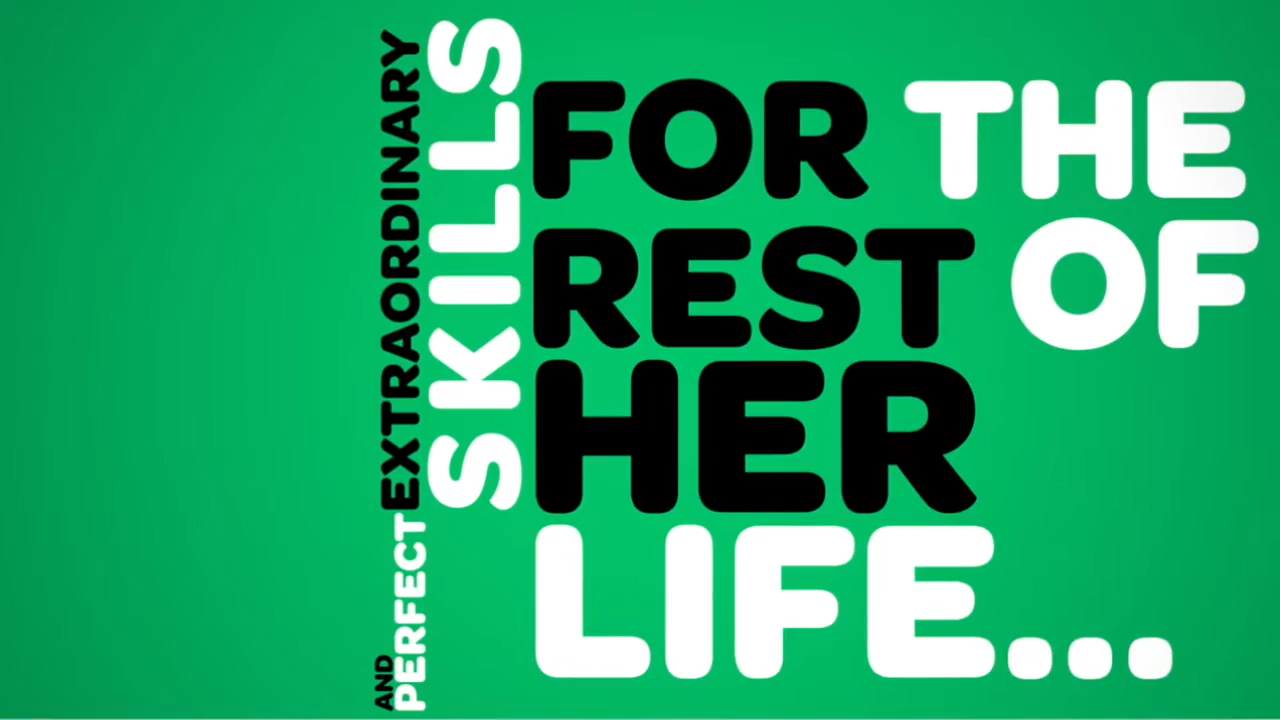 AND
PERFECT
EXTRAORDINARY
SKILLS
FOR THE
REST OF
HER
LIFE...